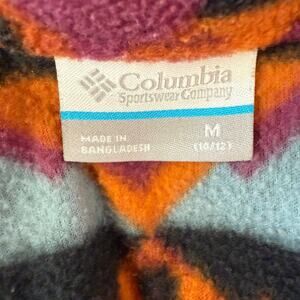 Columbia
Sportswear Company
MADE IN
BANGLADESH
M
(10/12)